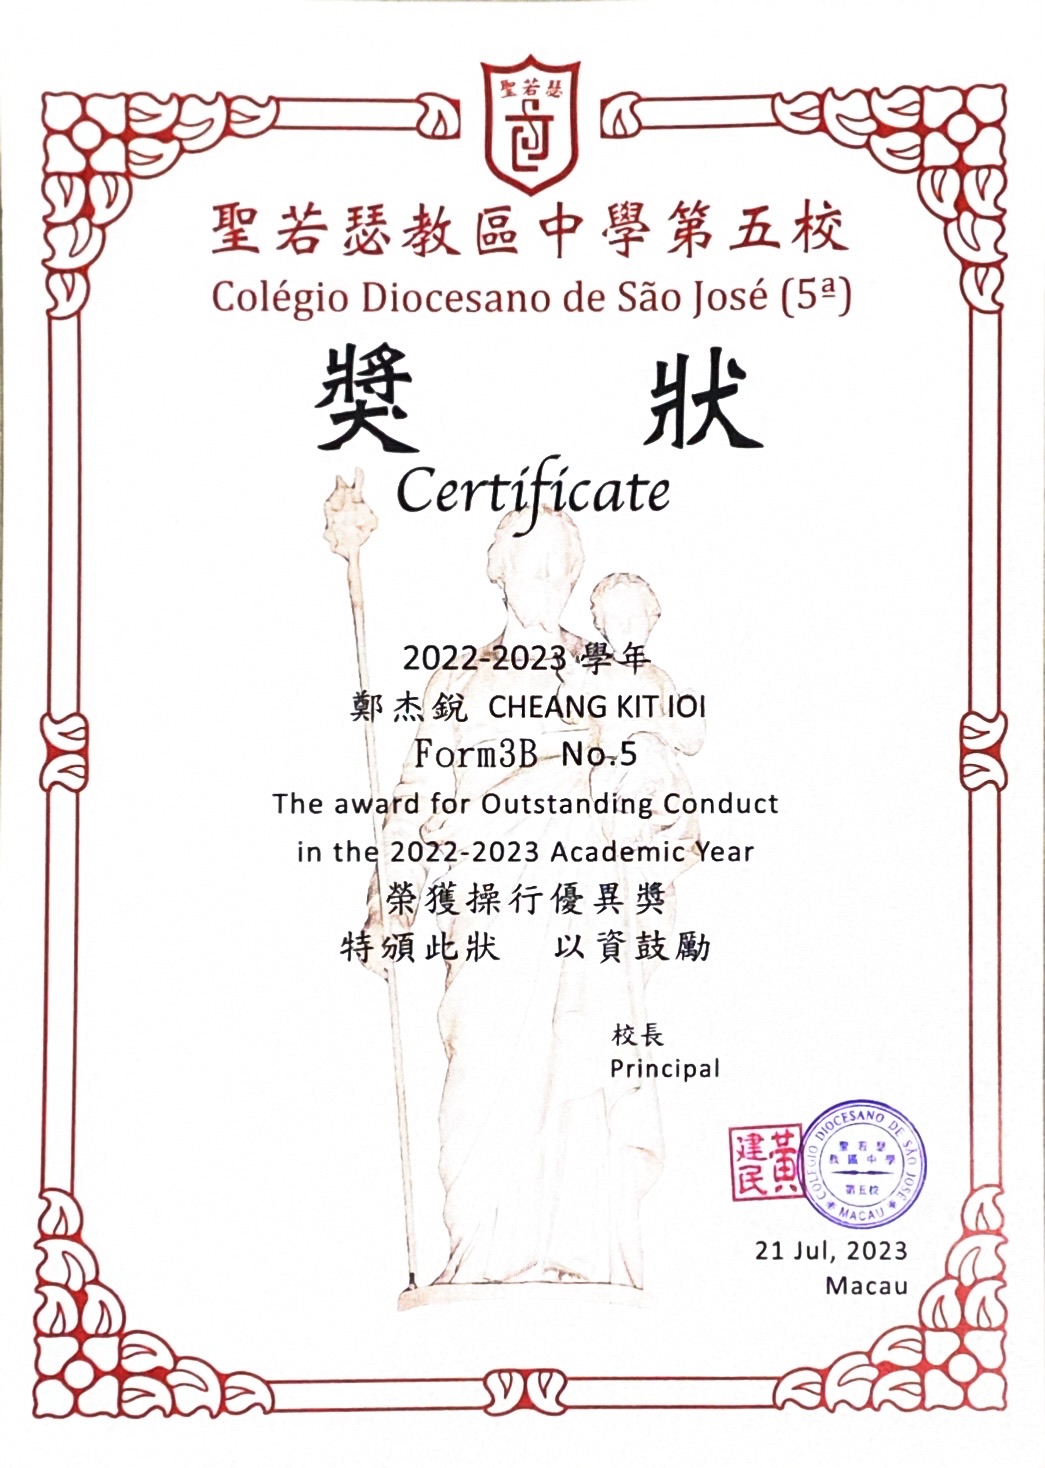 聖若瑟
SJ
聖若瑟教區中學第五校
Colégio Diocesano de São José (5ª)
獎 狀
Certificate
2022-2023 學年
鄭杰銳 CHEANG KIT IOI
Form3B No.5
The award for Outstanding Conduct
in the 2022-2023 Academic Year
榮獲操行優異獎
特頒此狀 以資鼓勵
校長
Principal
黃建民
COLÉGIO DIOCESANO DE SÃO JOSÉ
聖若瑟
教區中學
第五校
MACAU
21 Jul, 2023
Macau